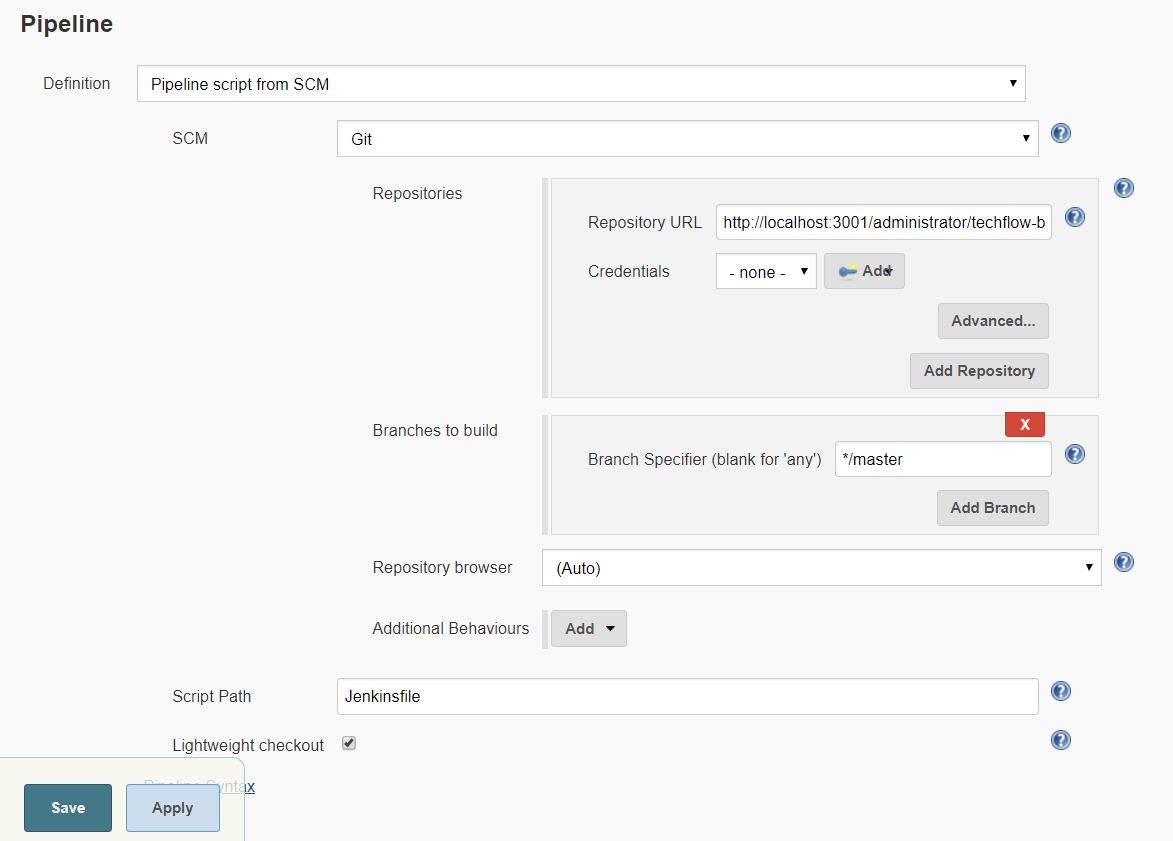 Pipeline
Definition
Pipeline script from SCM
SCM
Git
Repositories
Repository URL
http://localhost:3001/administrator/techflow-b
Credentials
- none -
Add
Advanced...
Add Repository
Branches to build
X
Branch Specifier (blank for 'any')
*/master
Add Branch
Repository browser
(Auto)
Additional Behaviours
Add
Script Path
Jenkinsfile
Lightweight checkout
Pipeline Syntax
Save
Apply